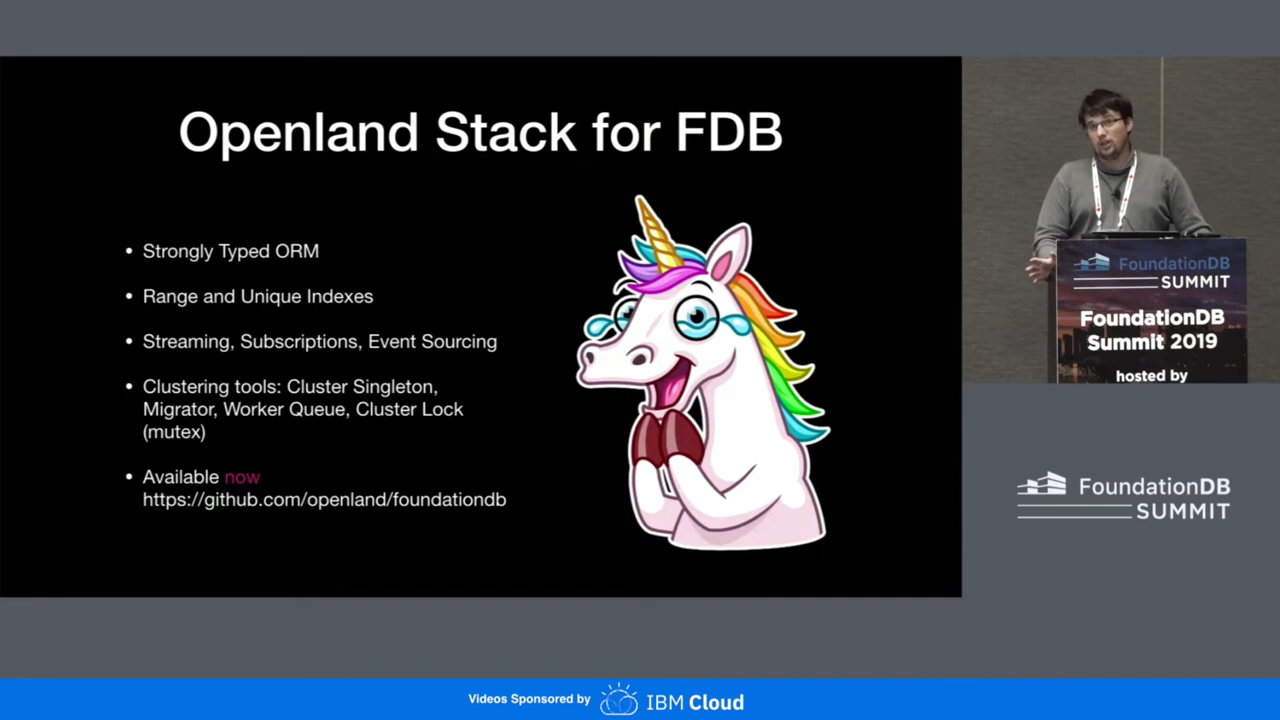 Openland Stack for FDB
• Strongly Typed ORM
• Range and Unique Indexes
• Streaming, Subscriptions, Event Sourcing
• Clustering tools: Cluster Singleton,
Migrator, Worker Queue, Cluster Lock
(mutex)
• Available now
https://github.com/openland/foundationdb
FoundationDB
SUMMIT
FoundationDB
Summit 2019
hosted by
FoundationDB
SUMMIT
Videos Sponsored by IBM Cloud